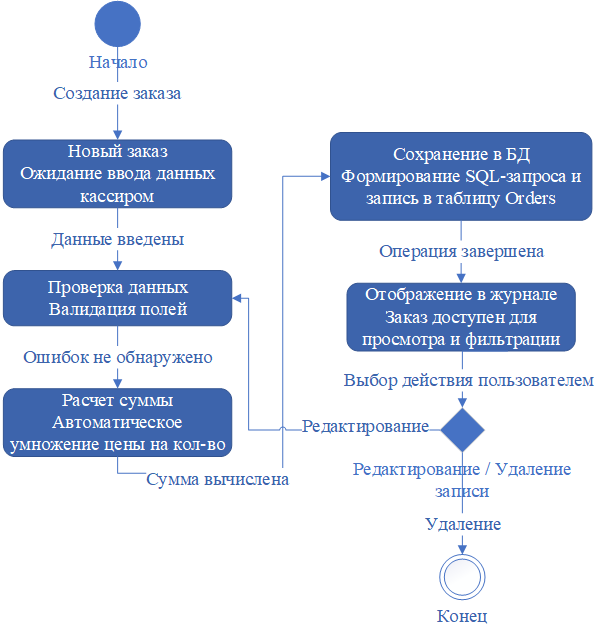 Начало
Создание заказа
Новый заказ
Ожидание ввода данных
кассиром
Данные введены
Проверка данных
Валидация полей
Ошибок не обнаружено
Расчет суммы
Автоматическое
умножение цены на кол-во
Сумма вычислена
Сохранение в БД
Формирование SQL-запроса и
запись в таблицу Orders
Операция завершена
Отображение в журнале
Заказ доступен для
просмотра и фильтрации
Выбор действия пользователем
Редактирование
Редактирование / Удаление
записи
Удаление
Конец